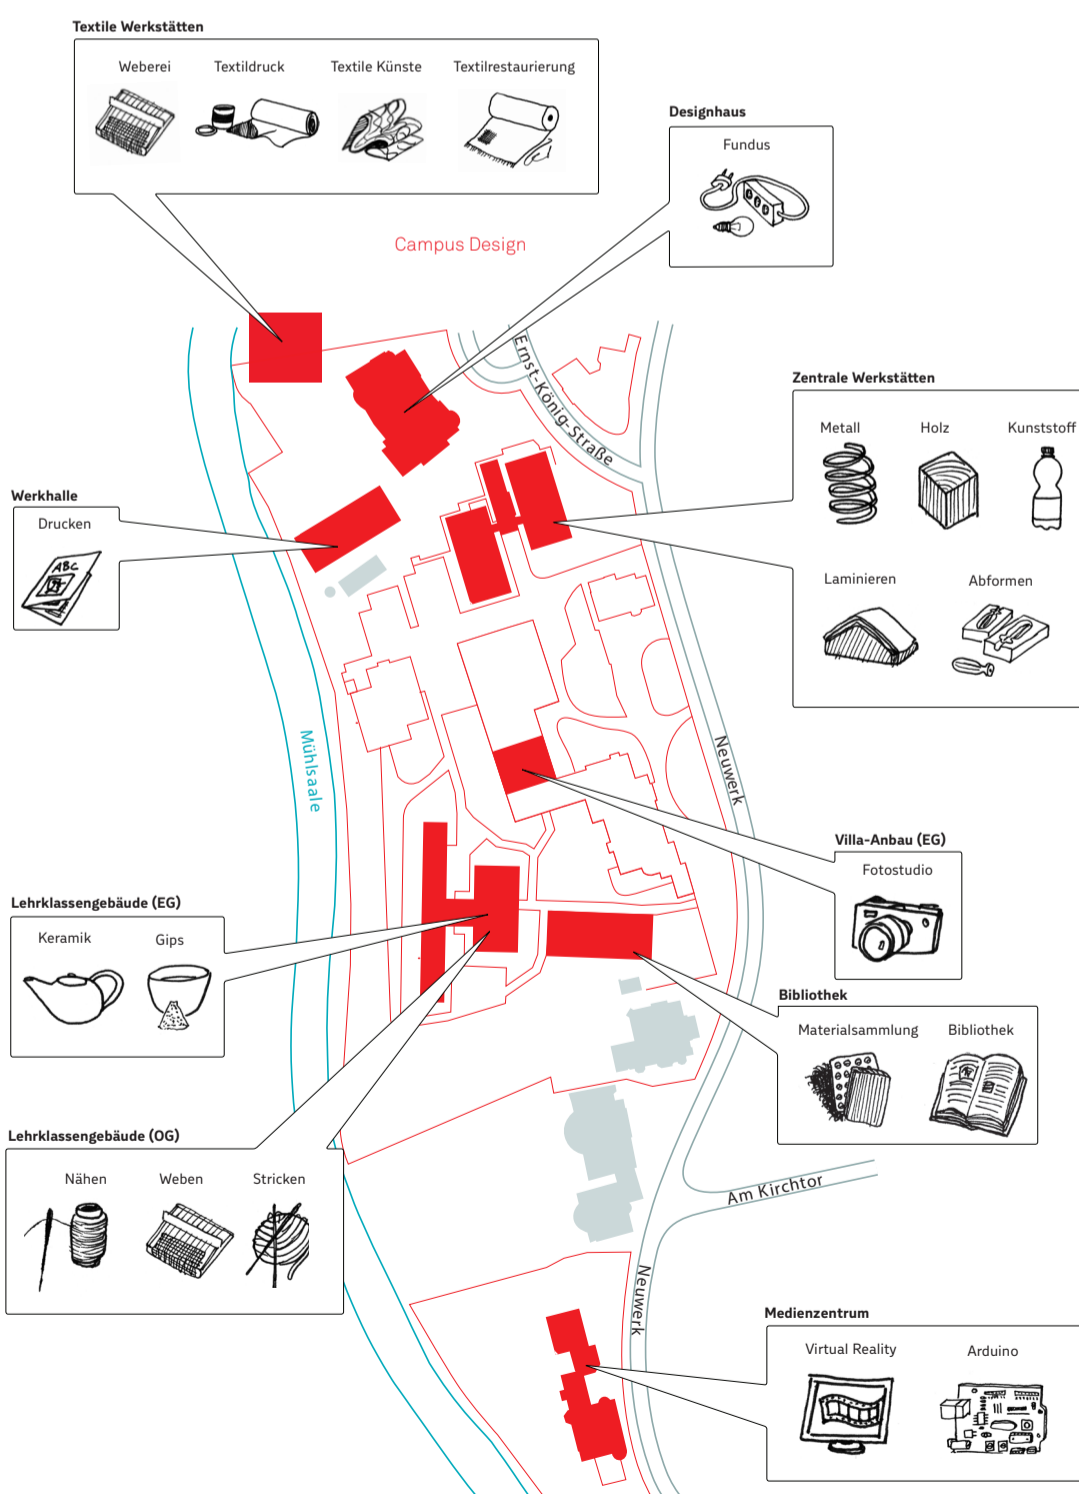 Textile Werkstätten
Weberei
Textildruck
Textile Künste
Textilrestaurierung
Designhaus
Fundus
Campus Design
Ernst-König-Straße
Zentrale Werkstätten
Metall
Holz
Kunststoff
Laminieren
Abformen
Werkhalle
Drucken
ABC
Mühlsaale
Neuwerk
Villa-Anbau (EG)
Fotostudio
Lehrklassengebäude (EG)
Keramik
Gips
Bibliothek
Materialsammlung
Bibliothek
Lehrklassengebäude (OG)
Nähen
Weben
Stricken
Am Kirchtor
Neuwerk
Medienzentrum
Virtual Reality
Arduino